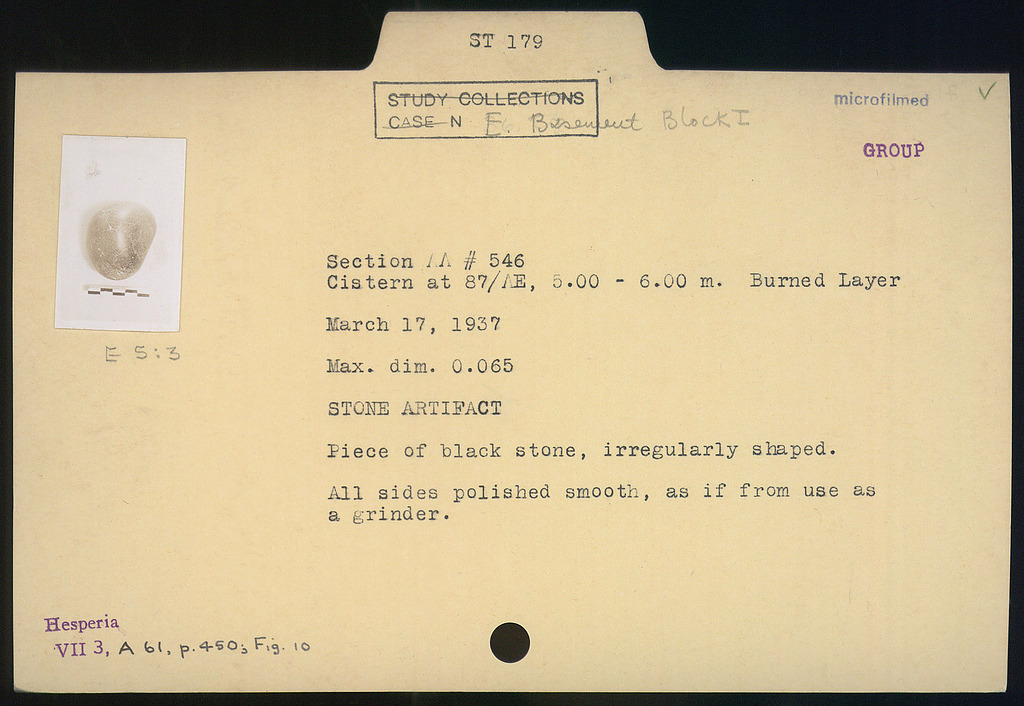 ST 179
STUDY COLLECTIONS
CASE N E. Basement Block I
microfilmed
GROUP
Section AA # 546
Cistern at 87/ΛE, 5.00 - 6.00 m. Burned Layer
March 17, 1937
Max. dim. 0.065
STONE ARTIFACT
Piece of black stone, irregularly shaped.
All sides polished smooth, as if from use as
a grinder.
E 5:3
Hesperia
VII 3, A 61, p. 450; Fig. 10